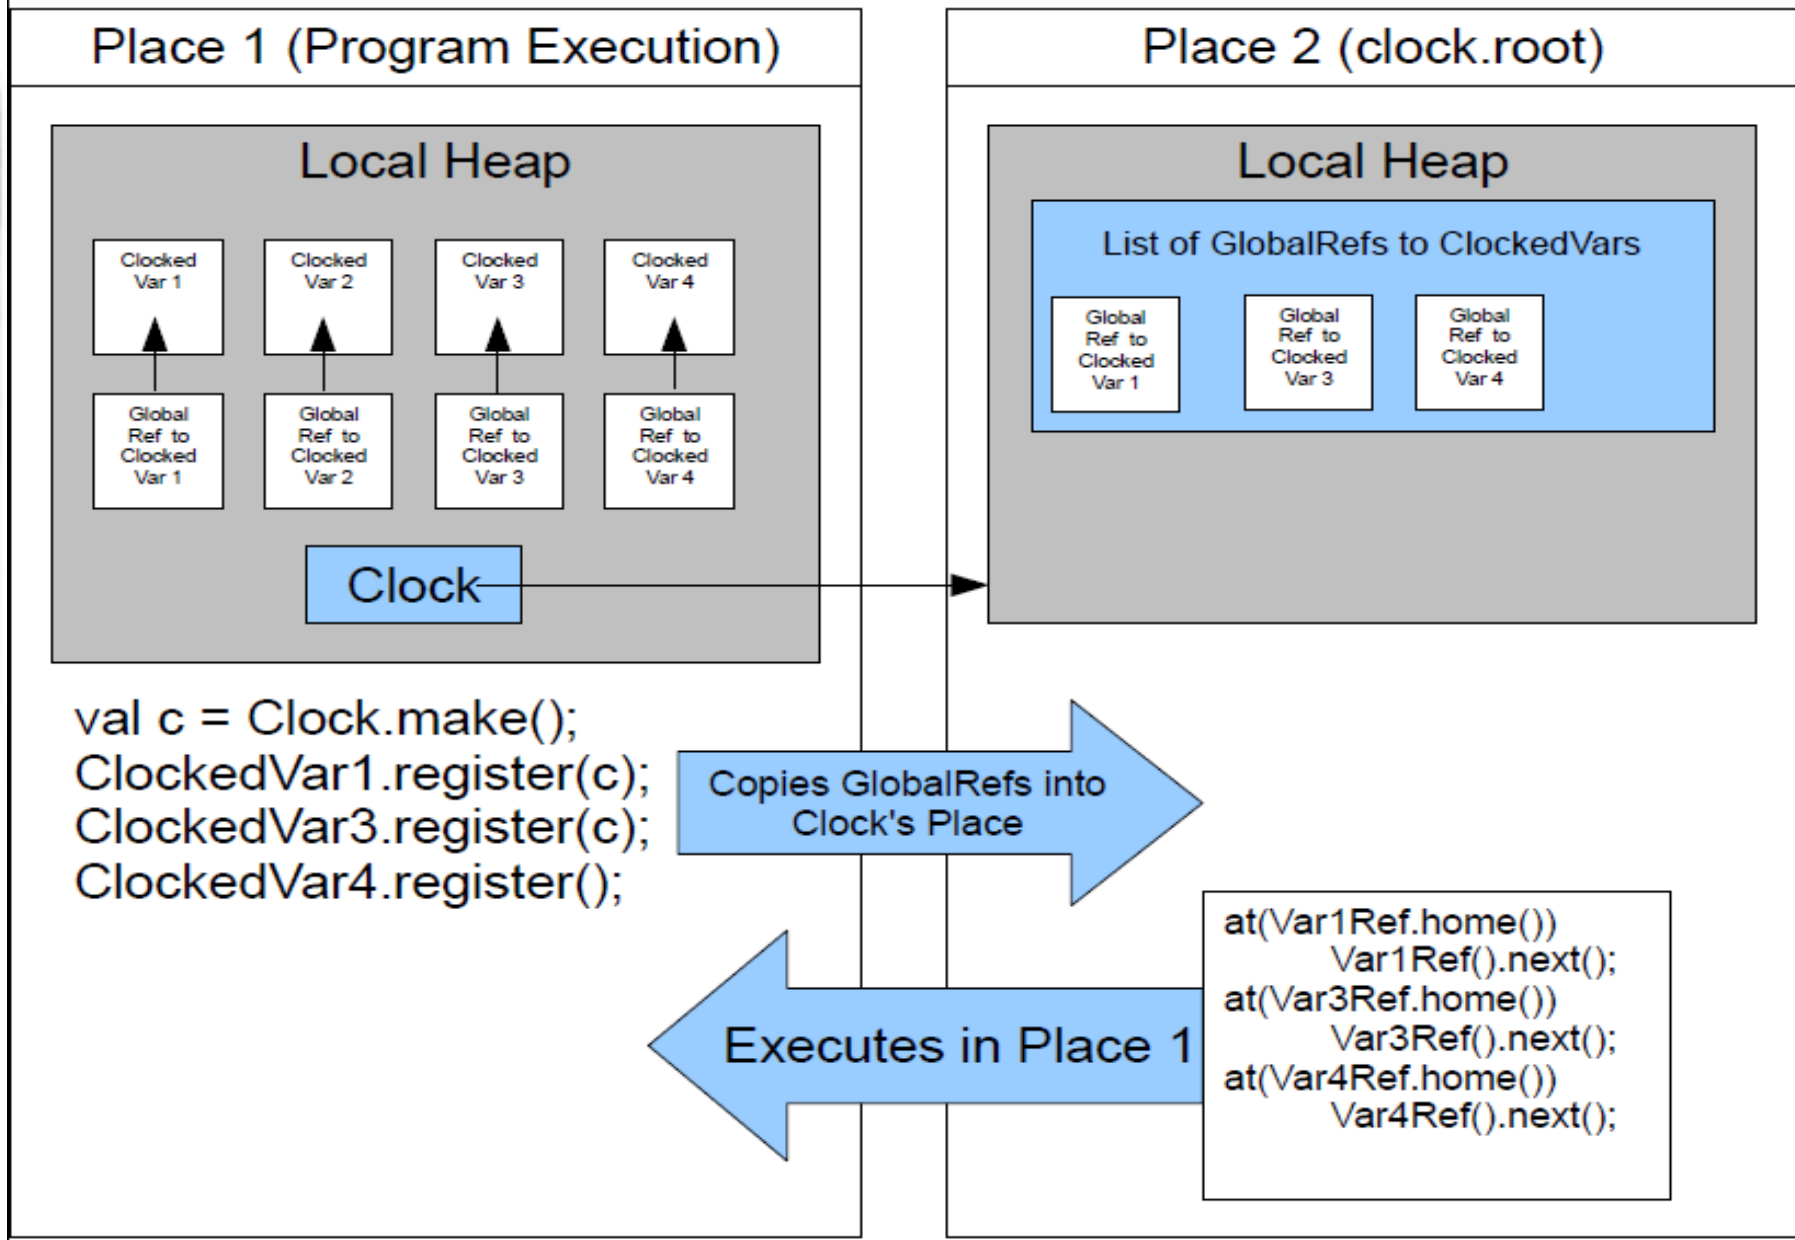 Place 1 (Program Execution)
Local Heap
Clocked
Var 1
Clocked
Var 2
Clocked
Var 3
Clocked
Var 4
Global
Ref to
Clocked
Var 1
Global
Ref to
Clocked
Var 2
Global
Ref to
Clocked
Var 3
Global
Ref to
Clocked
Var 4
Clock
val c = Clock.make();
ClockedVar1.register(c);
ClockedVar3.register(c);
ClockedVar4.register();
Place 2 (clock.root)
Local Heap
List of GlobalRefs to ClockedVars
Global
Ref to
Clocked
Var 1
Global
Ref to
Clocked
Var 3
Global
Ref to
Clocked
Var 4
Copies GlobalRefs into
Clock's Place
at(Var1Ref.home())
Var1Ref().next();
at(Var3Ref.home())
Var3Ref().next();
at(Var4Ref.home())
Var4Ref().next();
Executes in Place 1